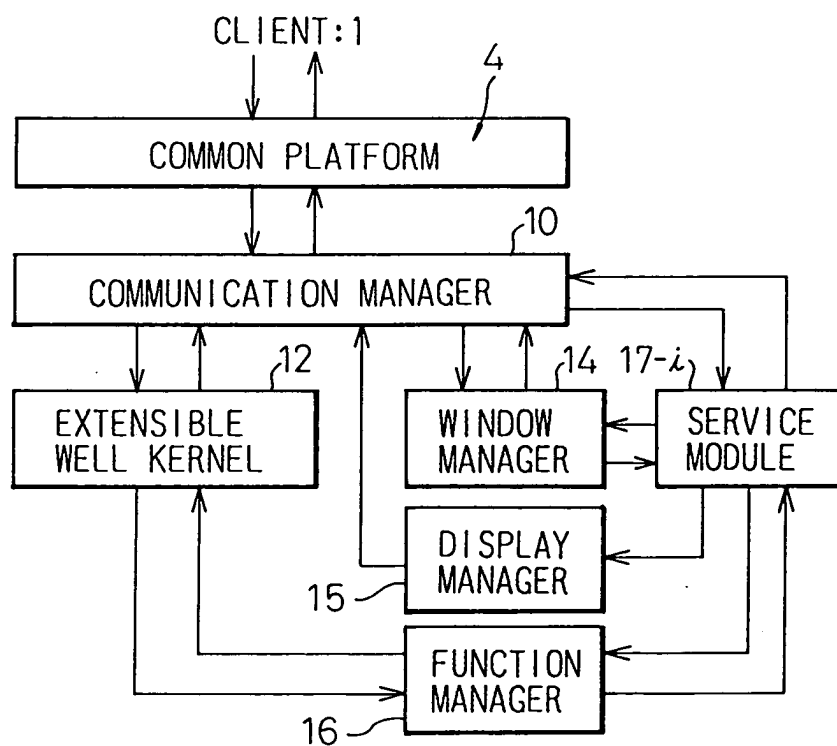 CLIENT:1
4
COMMON PLATFORM
10
COMMUNICATION MANAGER
12
14
17-i
EXTENSIBLE
WELL KERNEL
WINDOW
MANAGER
SERVICE
MODULE
DISPLAY
MANAGER
15
FUNCTION
MANAGER
16